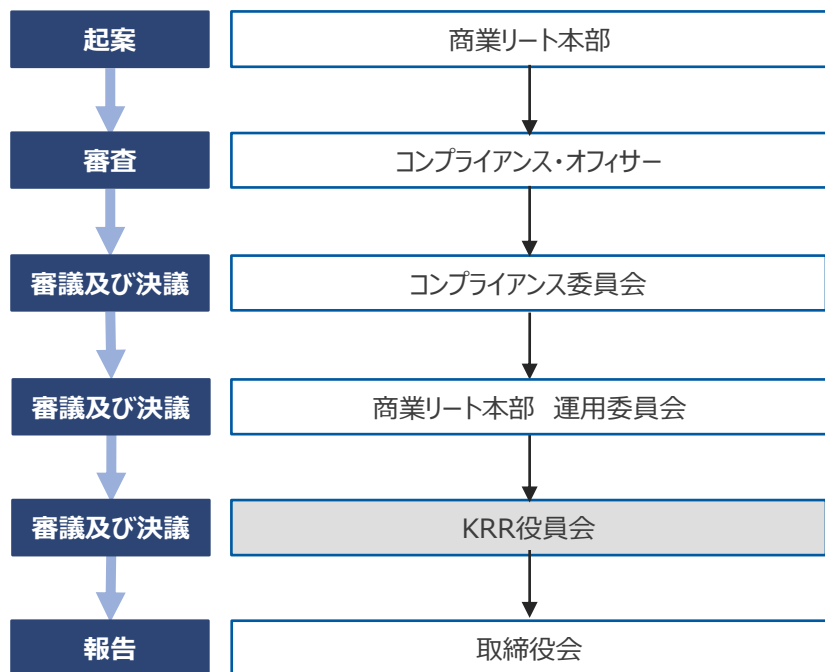 起案
商業リート本部
審査
コンプライアンス・オフィサー
審議及び決議
コンプライアンス委員会
審議及び決議
商業リート本部　運用委員会
審議及び決議
KRR役員会
報告
取締役会